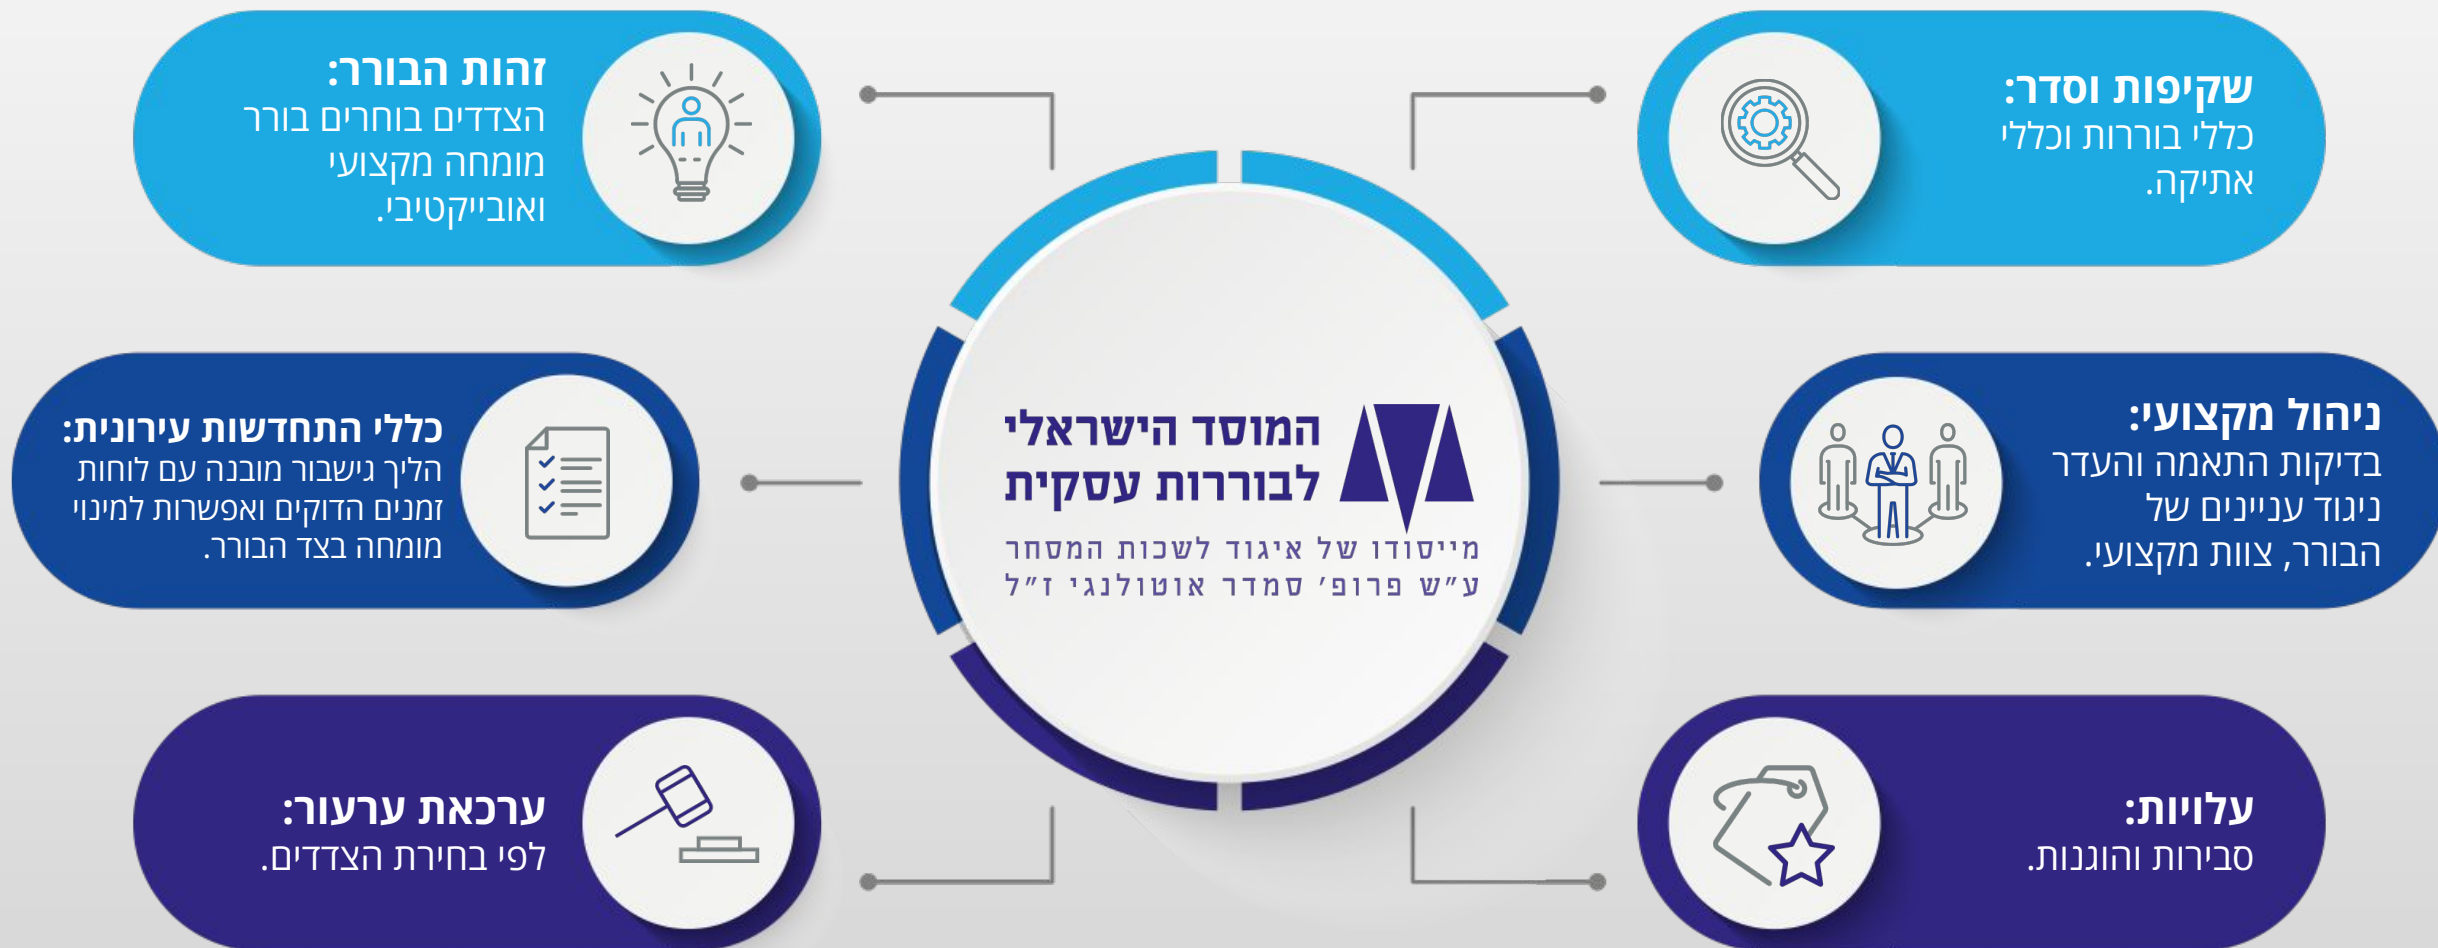 שקיפות וסדר:
כללי בוררות וכללי
אתיקה.
זהות הבורר:
הצדדים בוחרים בורר
מומחה מקצועי
ואובייקטיבי.
ניהול מקצועי:
בדיקות התאמה והעדר
ניגוד עניינים של
הבורר, צוות מקצועי.
המוסד הישראלי
לבוררות עסקית
מייסודו של איגוד לשכות המסחר
ע״ש פרופ׳ סמדר אוטולנגי ז״ל
כללי התחדשות עירונית:
הליך גישבור מובנה עם לוחות
זמנים הדוקים ואפשרות למינוי
מומחה בצד הבורר.
עלויות:
סבירות והוגנות.
ערכאת ערעור:
לפי בחירת הצדדים.